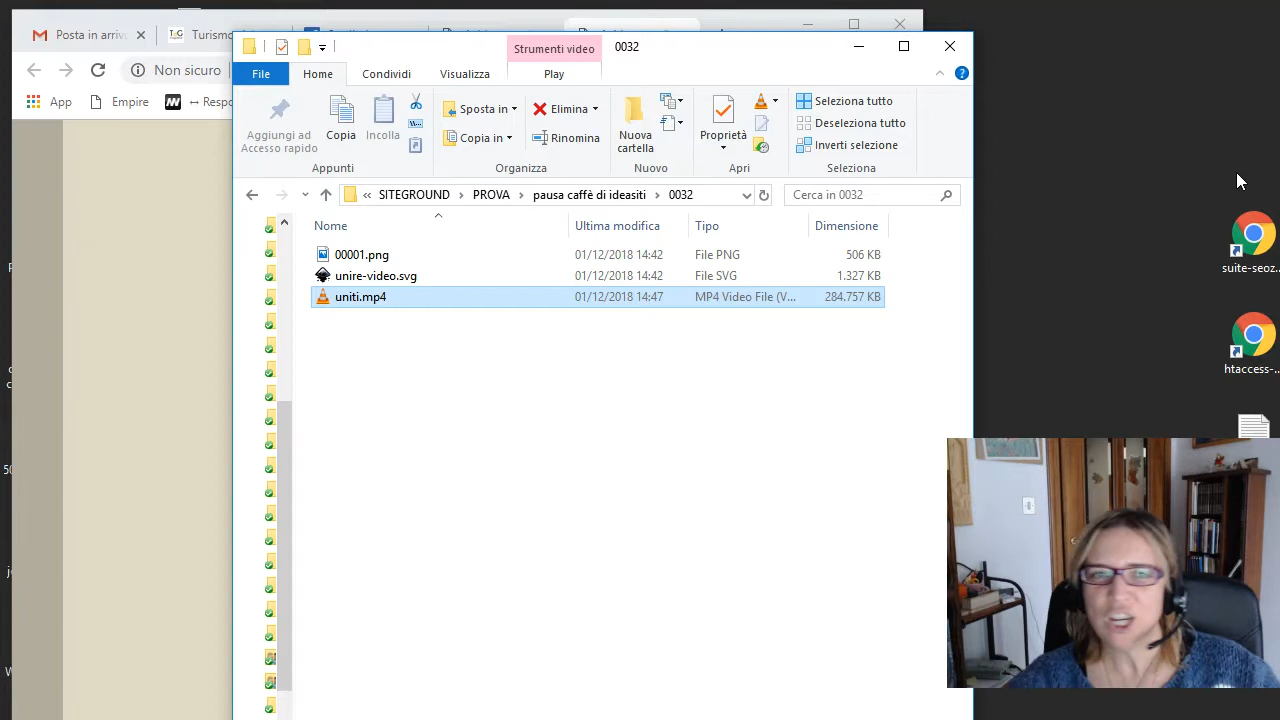 Posta in arriv
Turismo
Non sicuro
App
Empire
↔ Respo
Strumenti video
0032
File
Home
Condividi
Visualizza
Play
Aggiungi ad
Accesso rapido
Copia
Incolla
Appunti
Sposta in
Copia in
Elimina
Rinomina
Organizza
Nuova
cartella
Nuovo
Proprietà
Apri
Seleziona tutto
Deseleziona tutto
Inverti selezione
Seleziona
« SITEGROUND > PROVA > pausa caffè di ideasiti > 0032
Cerca in 0032
Nome Ultima modifica Tipo Dimensione
00001.png 01/12/2018 14:42 File PNG 506 KB
unire-video.svg 01/12/2018 14:42 File SVG 1.327 KB
uniti.mp4 01/12/2018 14:47 MP4 Video File (V... 284.757 KB
suite-seoz...
htaccess-...